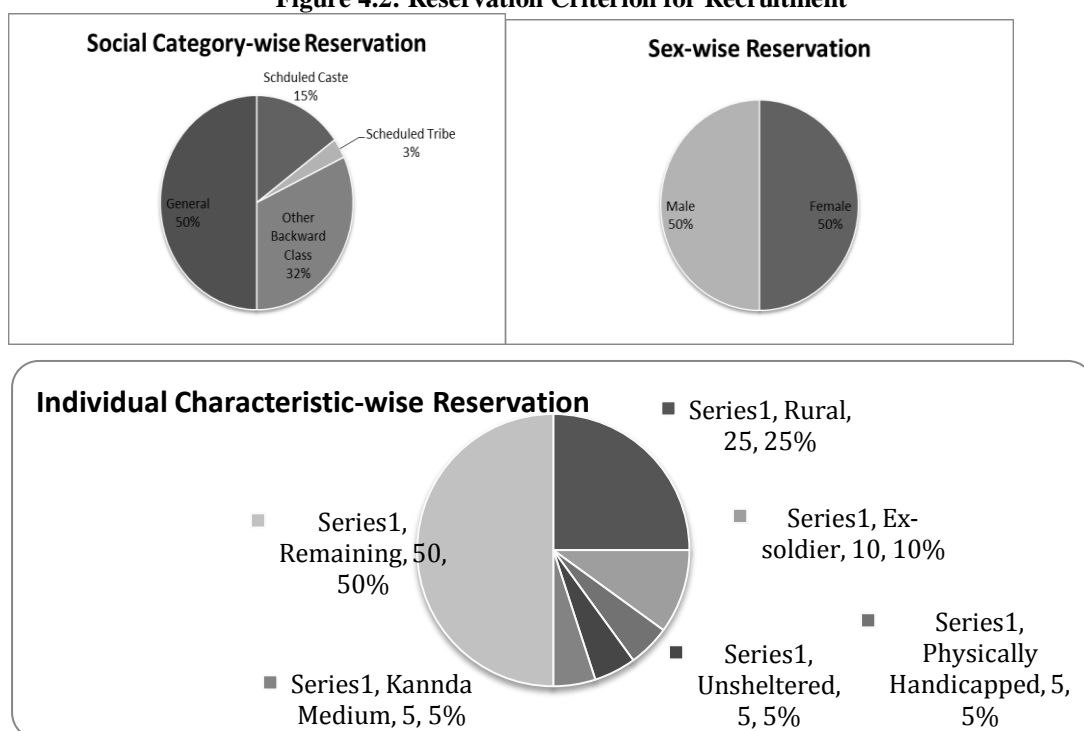 Figure 4.2: Reservation Criterion for Recruitment
Social Category-wise Reservation
Schduled Caste
15%
Scheduled Tribe
3%
General
50%
Other
Backward
Class
32%
Sex-wise Reservation
Male
50%
Female
50%
Individual Characteristic-wise Reservation
Series1, Rural,
25, 25%
Series1, Ex-
soldier, 10, 10%
Series1,
Physically
Handicapped, 5,
5%
Series1,
Unsheltered,
5, 5%
Series1, Kannda
Medium, 5, 5%
Series1,
Remaining, 50,
50%